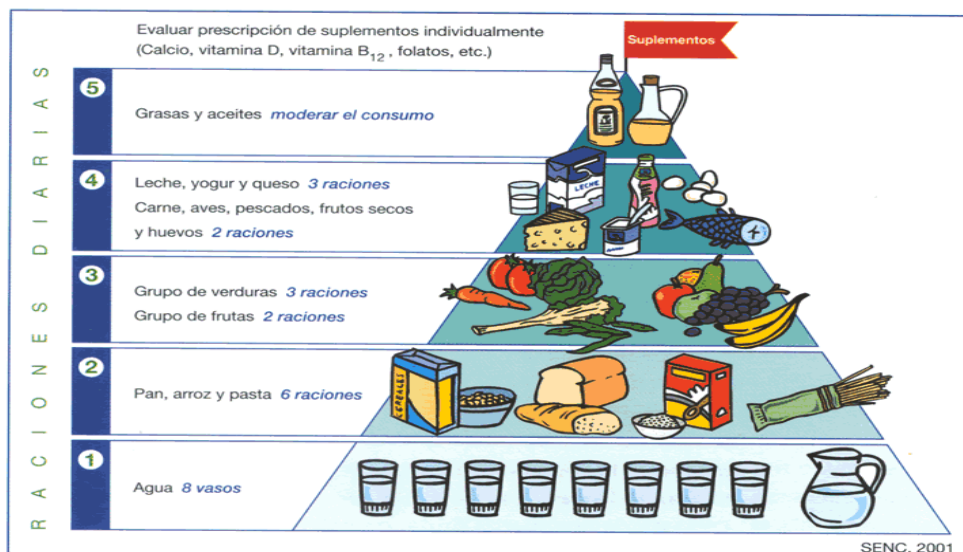 Evaluar prescripción de suplementos individualmente
(Calcio, vitamina D, vitamina B12, folatos, etc.)
Suplementos
RACIONES DIARIAS
5
Grasas y aceites moderar el consumo
4
Leche, yogur y queso 3 raciones
Carne, aves, pescados, frutos secos
y huevos 2 raciones
LECHE
3
Grupo de verduras 3 raciones
Grupo de frutas 2 raciones
2
Pan, arroz y pasta 6 raciones
CEREALES
1
Agua 8 vasos
SENC, 2001